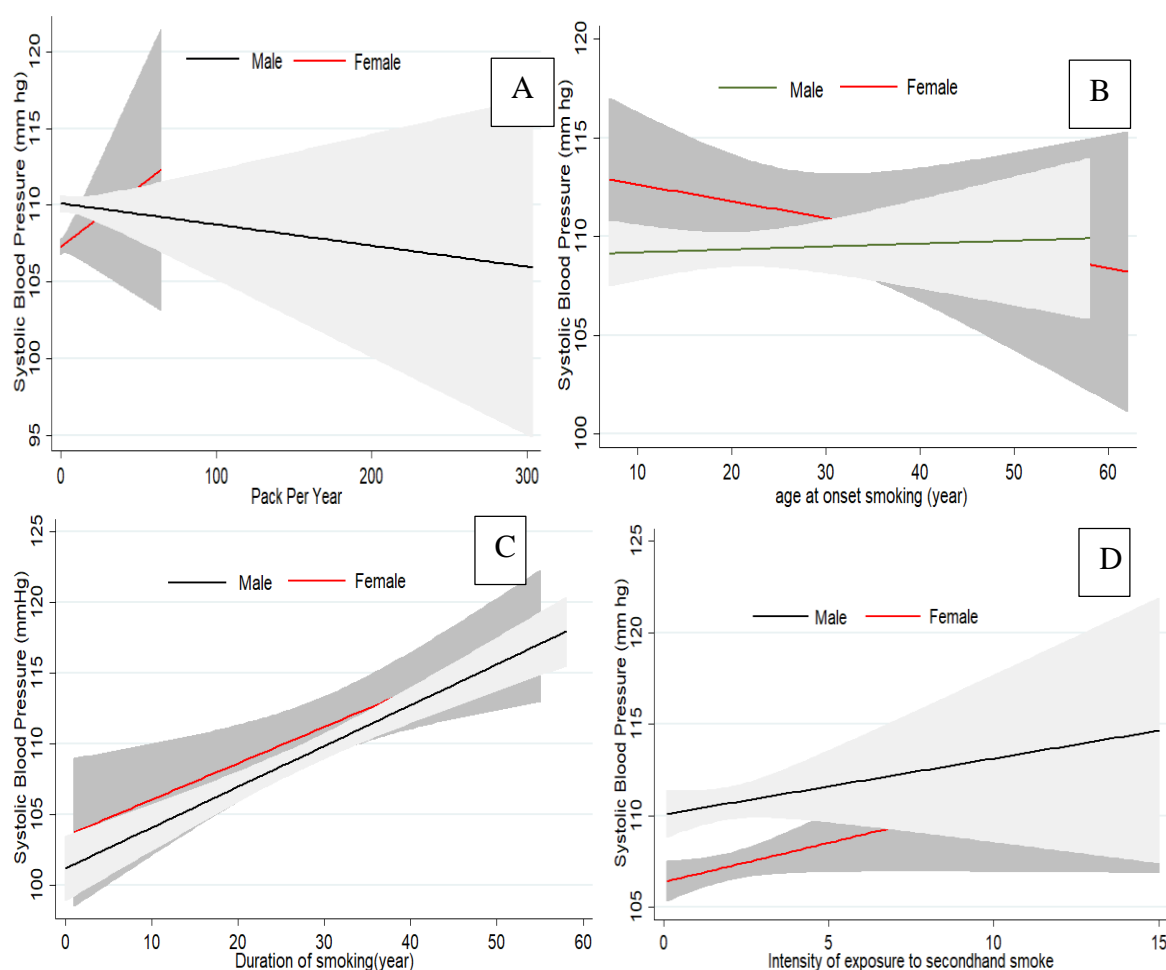 A
Male Female
Systolic Blood Pressure (mm hg)
120
115
110
105
100
95
0 100 200 300
Pack Per Year
B
Male Female
Systolic Blood Pressure (mm hg)
120
115
110
105
100
10 20 30 40 50 60
age at onset smoking (year)
C
Male Female
Systolic Blood Pressure (mmHg)
125
120
115
110
105
100
0 10 20 30 40 50 60
Duration of smoking(year)
D
Male Female
Systolic Blood Pressure (mm hg)
125
120
115
110
105
0 5 10 15
Intensity of exposure to secondhand smoke